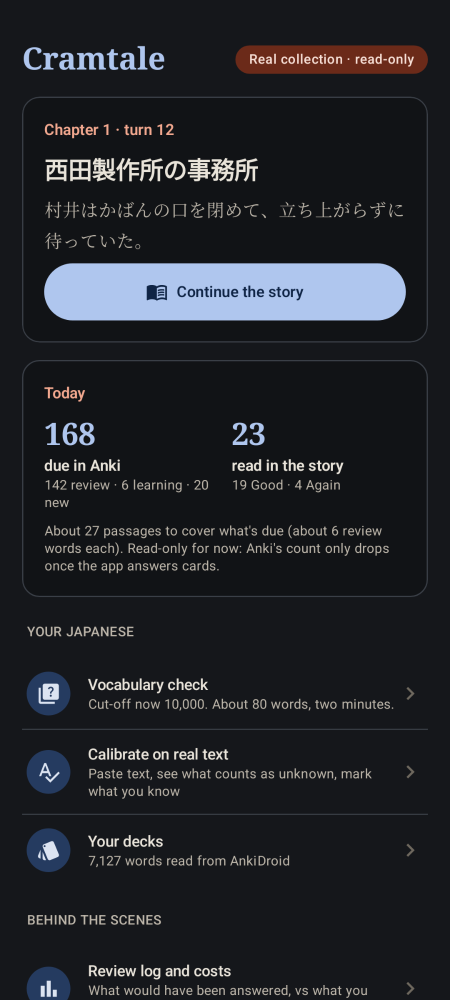 Cramtale
Real collection · read-only
Chapter 1 · turn 12
西田製作所の事務所
村井はかばんの口を閉めて、立ち上がらずに
待っていた。
Continue the story
Today
168
due in Anki
142 review · 6 learning · 20
new
23
read in the story
19 Good · 4 Again
About 27 passages to cover what's due (about 6 review
words each). Read-only for now: Anki's count only drops
once the app answers cards.
YOUR JAPANESE
Vocabulary check
Cut-off now 10,000. About 80 words, two minutes.
Calibrate on real text
Paste text, see what counts as unknown, mark
what you know
Your decks
7,127 words read from AnkiDroid
BEHIND THE SCENES
Review log and costs
What would have been answered, vs what you